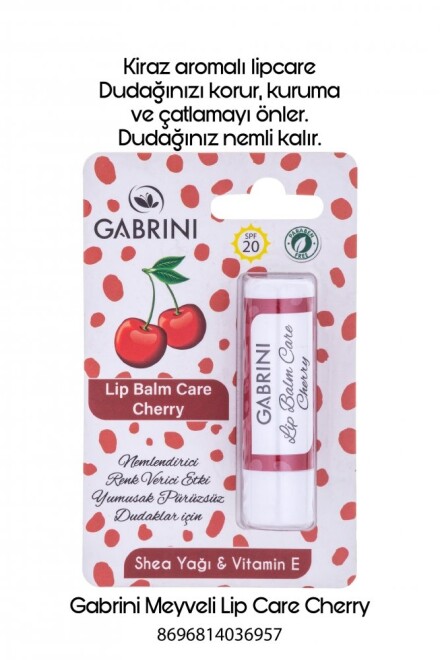 Kiraz aromalı lipcare
Dudağınızı korur, kuruma
ve çatlamayı önler.
Dudağınız nemli kalır.
GABRINI
SPF
20
PARABEN
FREE
Lip Balm Care
Cherry
GABRINI
Lip Balm Care
Cherry
Nemlendirici
Renk Verici Etki
Yumuşak Pürüzsüz
Dudaklar için
Shea Yağı & Vitamin E
Gabrini Meyveli Lip Care Cherry
8696814036957